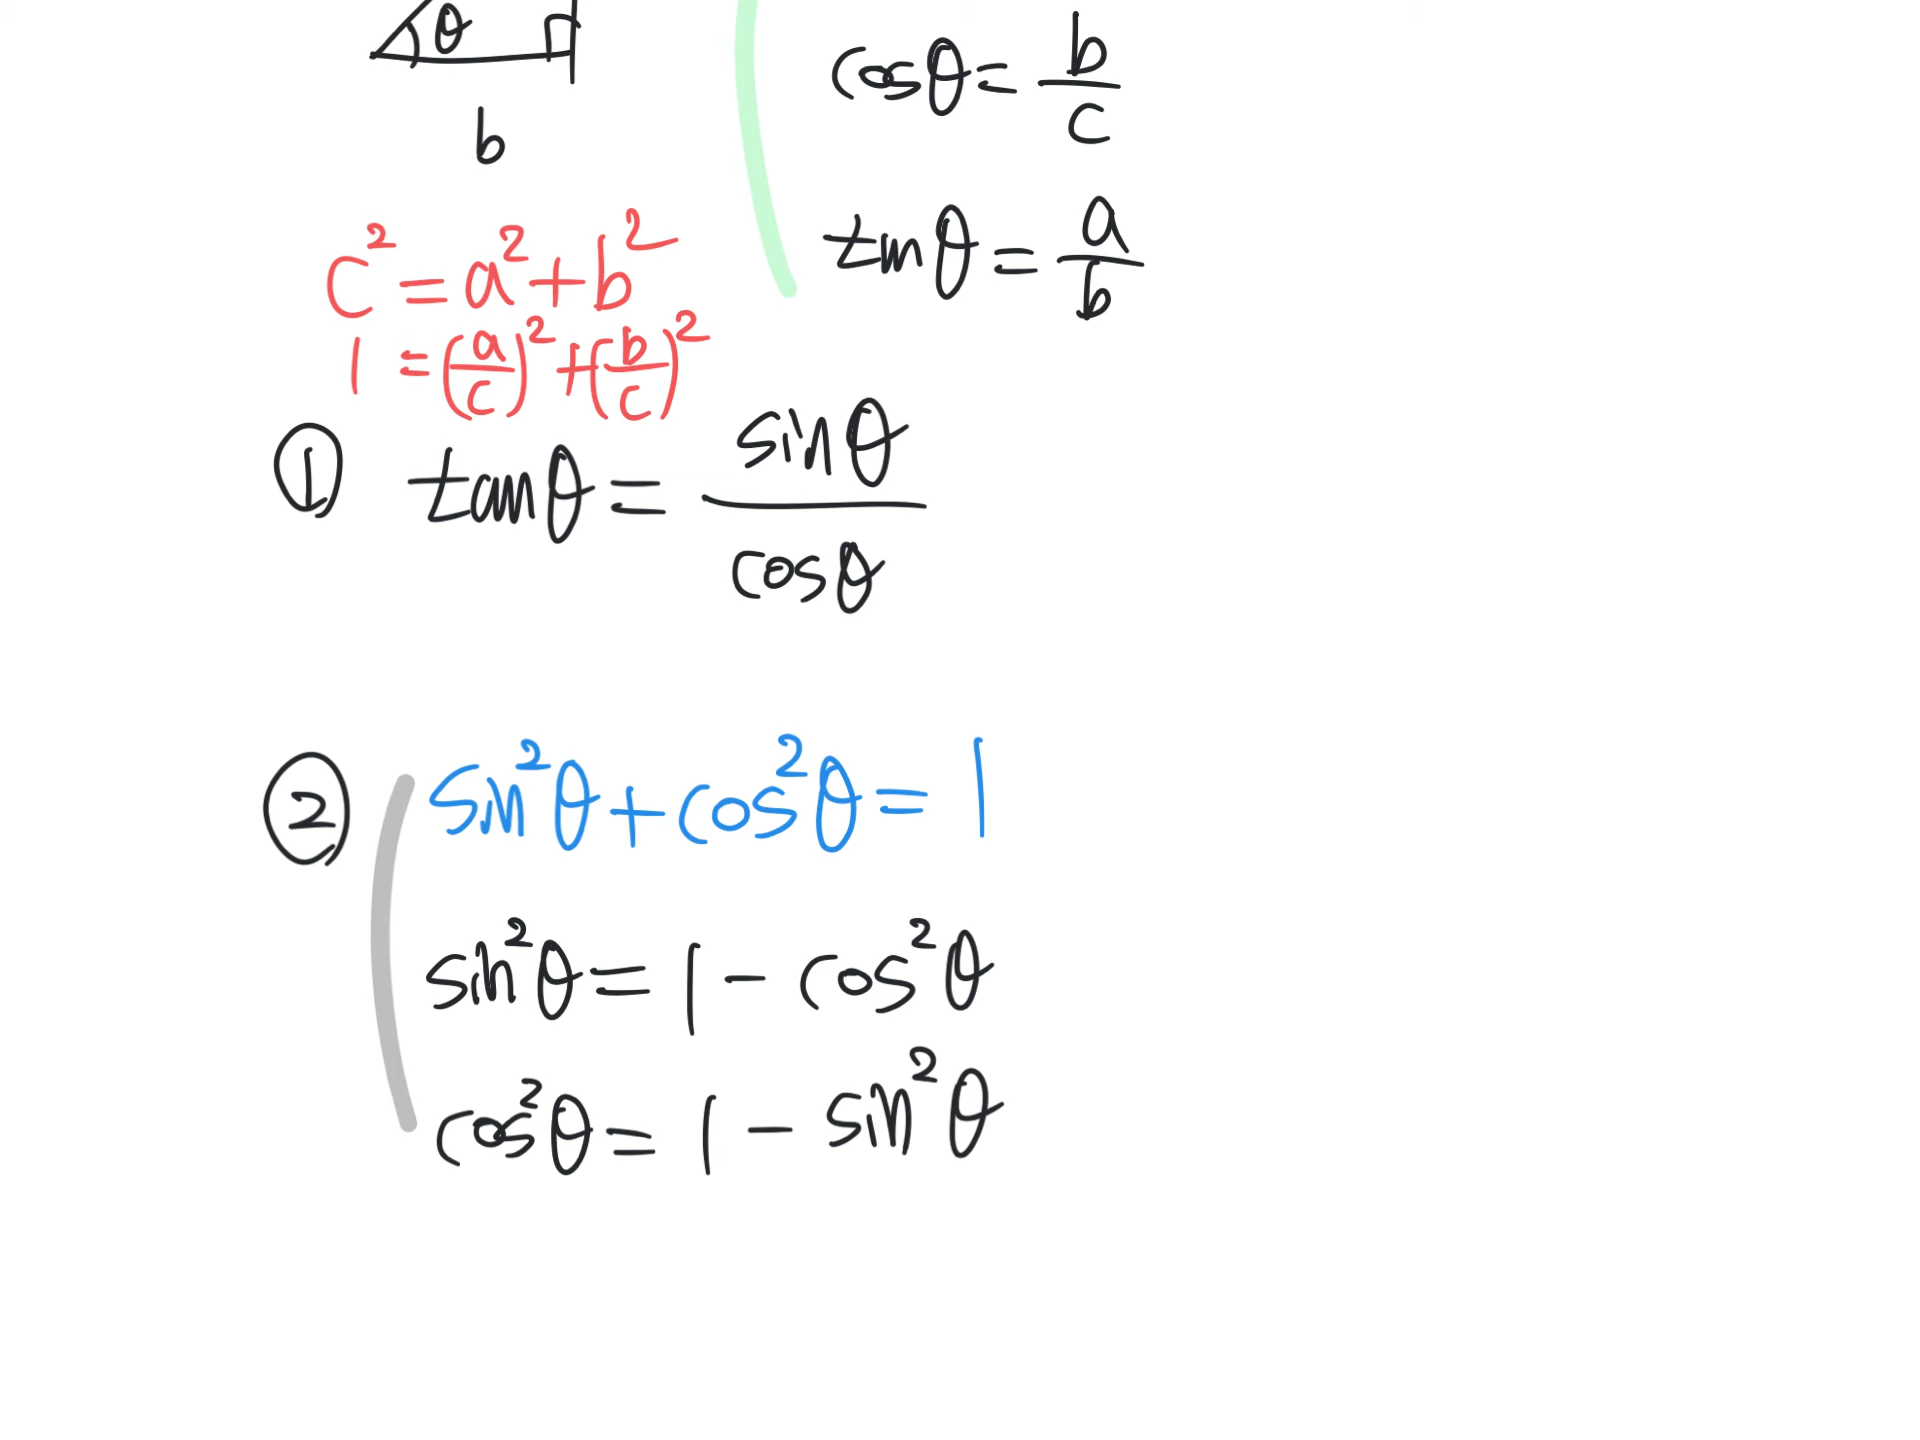 θ
b
cosθ = b/c
tanθ = a/b
c² = a² + b²
1 = (a/c)² + (b/c)²
① tanθ = sinθ/cosθ
② sin²θ + cos²θ = 1
sin²θ = 1 - cos²θ
cos²θ = 1 - sin²θ